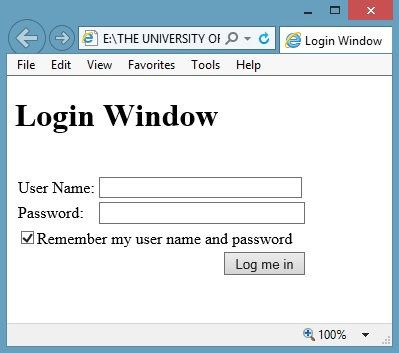 E:\THE UNIVERSITY OF
Login Window
File Edit View Favorites Tools Help
Login Window
User Name:
Password:
Remember my user name and password
Log me in
100%